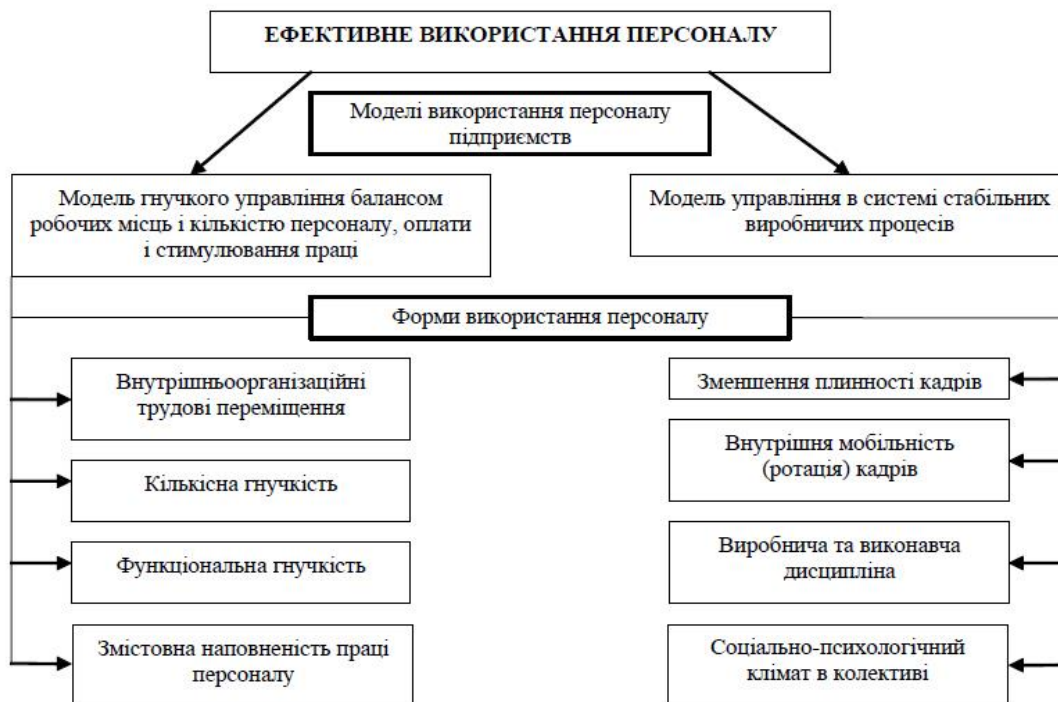 ЕФЕКТИВНЕ ВИКОРИСТАННЯ ПЕРСОНАЛУ
Моделі використання персоналу
підприємств
Модель гнучкого управління балансом
робочих місць і кількістю персоналу, оплати
і стимулювання праці
Модель управління в системі стабільних
виробничих процесів
Форми використання персоналу
Внутрішньоорганізаційні
трудові переміщення
Кількісна гнучкість
Функціональна гнучкість
Змістовна наповненість праці
персоналу
Зменшення плинності кадрів
Внутрішня мобільність
(ротація) кадрів
Виробнича та виконавча
дисципліна
Соціально-психологічний
клімат в колективі